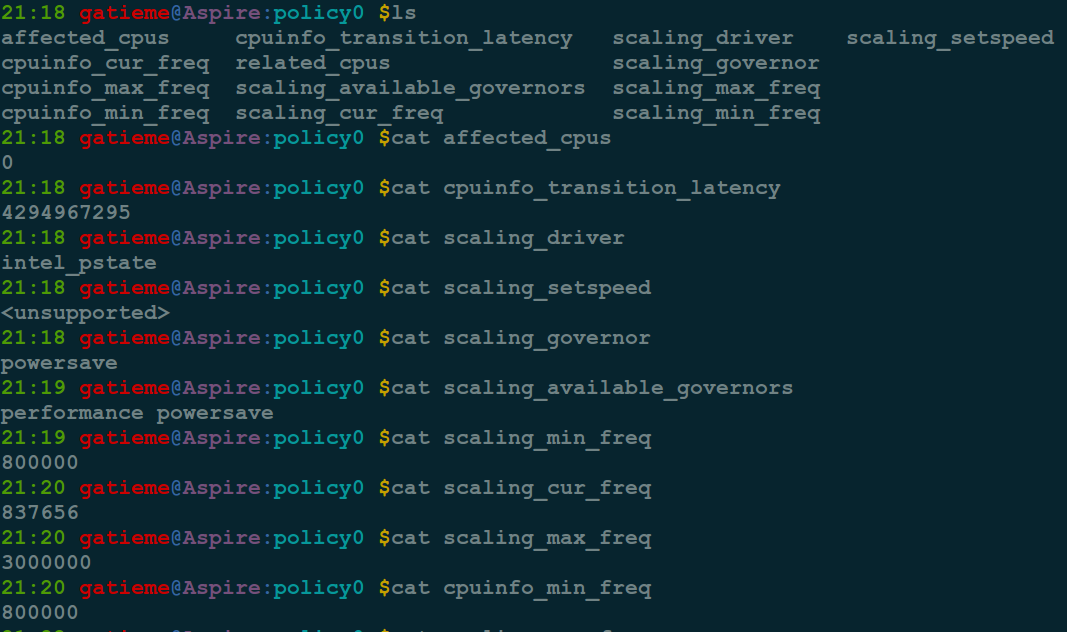 21:18 gatieme@Aspire:policy0 $ls
affected_cpus cpuinfo_transition_latency scaling_driver scaling_setspeed
cpuinfo_cur_freq related_cpus scaling_governor
cpuinfo_max_freq scaling_available_governors scaling_max_freq
cpuinfo_min_freq scaling_cur_freq scaling_min_freq
21:18 gatieme@Aspire:policy0 $cat affected_cpus
0
21:18 gatieme@Aspire:policy0 $cat cpuinfo_transition_latency
4294967295
21:18 gatieme@Aspire:policy0 $cat scaling_driver
intel_pstate
21:18 gatieme@Aspire:policy0 $cat scaling_setspeed
<unsupported>
21:18 gatieme@Aspire:policy0 $cat scaling_governor
powersave
21:19 gatieme@Aspire:policy0 $cat scaling_available_governors
performance powersave
21:19 gatieme@Aspire:policy0 $cat scaling_min_freq
800000
21:20 gatieme@Aspire:policy0 $cat scaling_cur_freq
837656
21:20 gatieme@Aspire:policy0 $cat scaling_max_freq
3000000
21:20 gatieme@Aspire:policy0 $cat cpuinfo_min_freq
800000